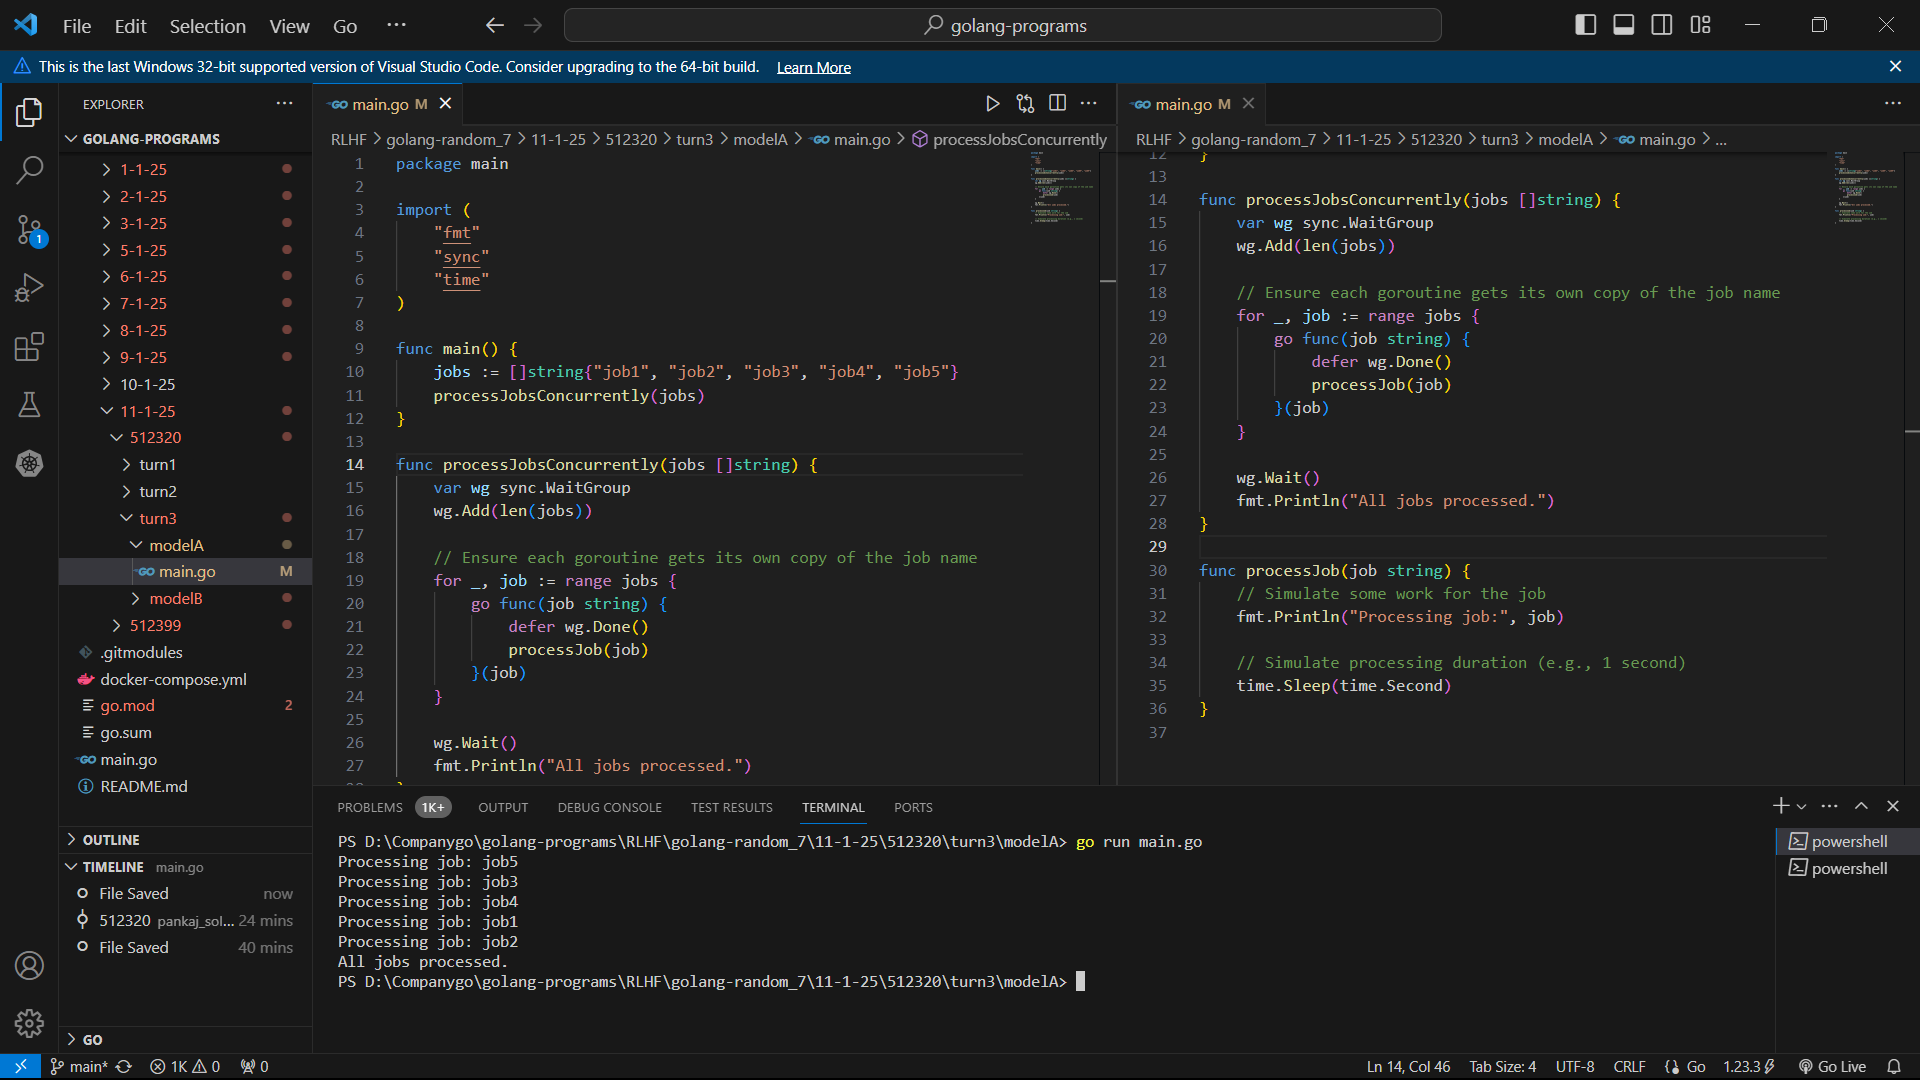 File Edit Selection View Go ··· golang-programs
This is the last Windows 32-bit supported version of Visual Studio Code. Consider upgrading to the 64-bit build. Learn More
EXPLORER
GOLANG-PROGRAMS
1-1-25
2-1-25
3-1-25
5-1-25
6-1-25
7-1-25
8-1-25
9-1-25
10-1-25
11-1-25
512320
turn1
turn2
turn3
modelA
main.go M
modelB
512399
.gitmodules
docker-compose.yml
go.mod 2
go.sum
main.go
README.md
OUTLINE
TIMELINE main.go
File Saved now
512320 pankaj_sol... 24 mins
File Saved 40 mins
GO
1
main.go M
RLHF > golang-random_7 > 11-1-25 > 512320 > turn3 > modelA > main.go > processJobsConcurrently
1 package main
2
3 import (
4 "fmt"
5 "sync"
6 "time"
7 )
8
9 func main() {
10 jobs := []string{"job1", "job2", "job3", "job4", "job5"}
11 processJobsConcurrently(jobs)
12 }
13
14 func processJobsConcurrently(jobs []string) {
15 var wg sync.WaitGroup
16 wg.Add(len(jobs))
17
18 // Ensure each goroutine gets its own copy of the job name
19 for _, job := range jobs {
20 go func(job string) {
21 defer wg.Done()
22 processJob(job)
23 }(job)
24 }
25
26 wg.Wait()
27 fmt.Println("All jobs processed.")
main.go M
RLHF > golang-random_7 > 11-1-25 > 512320 > turn3 > modelA > main.go > ...
12 }
13
14 func processJobsConcurrently(jobs []string) {
15 var wg sync.WaitGroup
16 wg.Add(len(jobs))
17
18 // Ensure each goroutine gets its own copy of the job name
19 for _, job := range jobs {
20 go func(job string) {
21 defer wg.Done()
22 processJob(job)
23 }(job)
24 }
25
26 wg.Wait()
27 fmt.Println("All jobs processed.")
28 }
29
30 func processJob(job string) {
31 // Simulate some work for the job
32 fmt.Println("Processing job:", job)
33
34 // Simulate processing duration (e.g., 1 second)
35 time.Sleep(time.Second)
36 }
37
PROBLEMS 1K+ OUTPUT DEBUG CONSOLE TEST RESULTS TERMINAL PORTS
PS D:\Companygo\golang-programs\RLHF\golang-random_7\11-1-25\512320\turn3\modelA> go run main.go
Processing job: job5
Processing job: job3
Processing job: job4
Processing job: job1
Processing job: job2
All jobs processed.
PS D:\Companygo\golang-programs\RLHF\golang-random_7\11-1-25\512320\turn3\modelA>
powershell
powershell
main* 1K 0 0 Ln 14, Col 46 Tab Size: 4 UTF-8 CRLF Go 1.23.3 Go Live